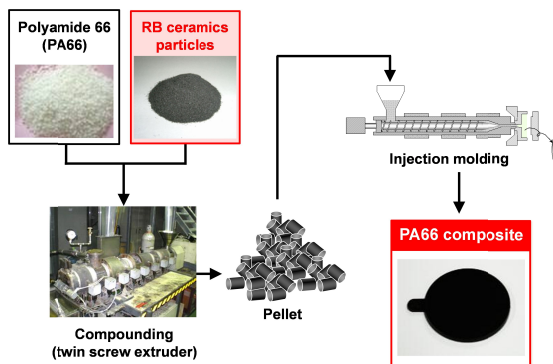 Polyamide 66
(PA66)
RB ceramics
particles
Injection molding
Compounding
(twin screw extruder)
Pellet
PA66 composite